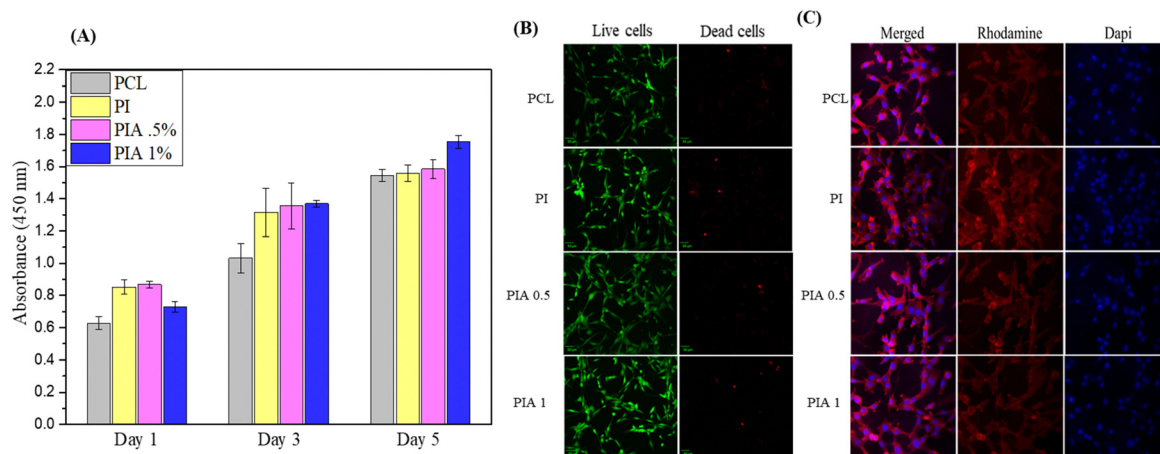 (A)
2.2
2.0
1.8
1.6
1.4
1.2
1.0
0.8
0.6
0.4
0.2
0.0
Absorbance (450 nm)
PCL
PI
PIA .5%
PIA 1%
Day 1
Day 3
Day 5
(B)
Live cells
Dead cells
PCL
PI
PIA 0.5
PIA 1
(C)
Merged
Rhodamine
Dapi
PCL
PI
PIA 0.5
PIA 1